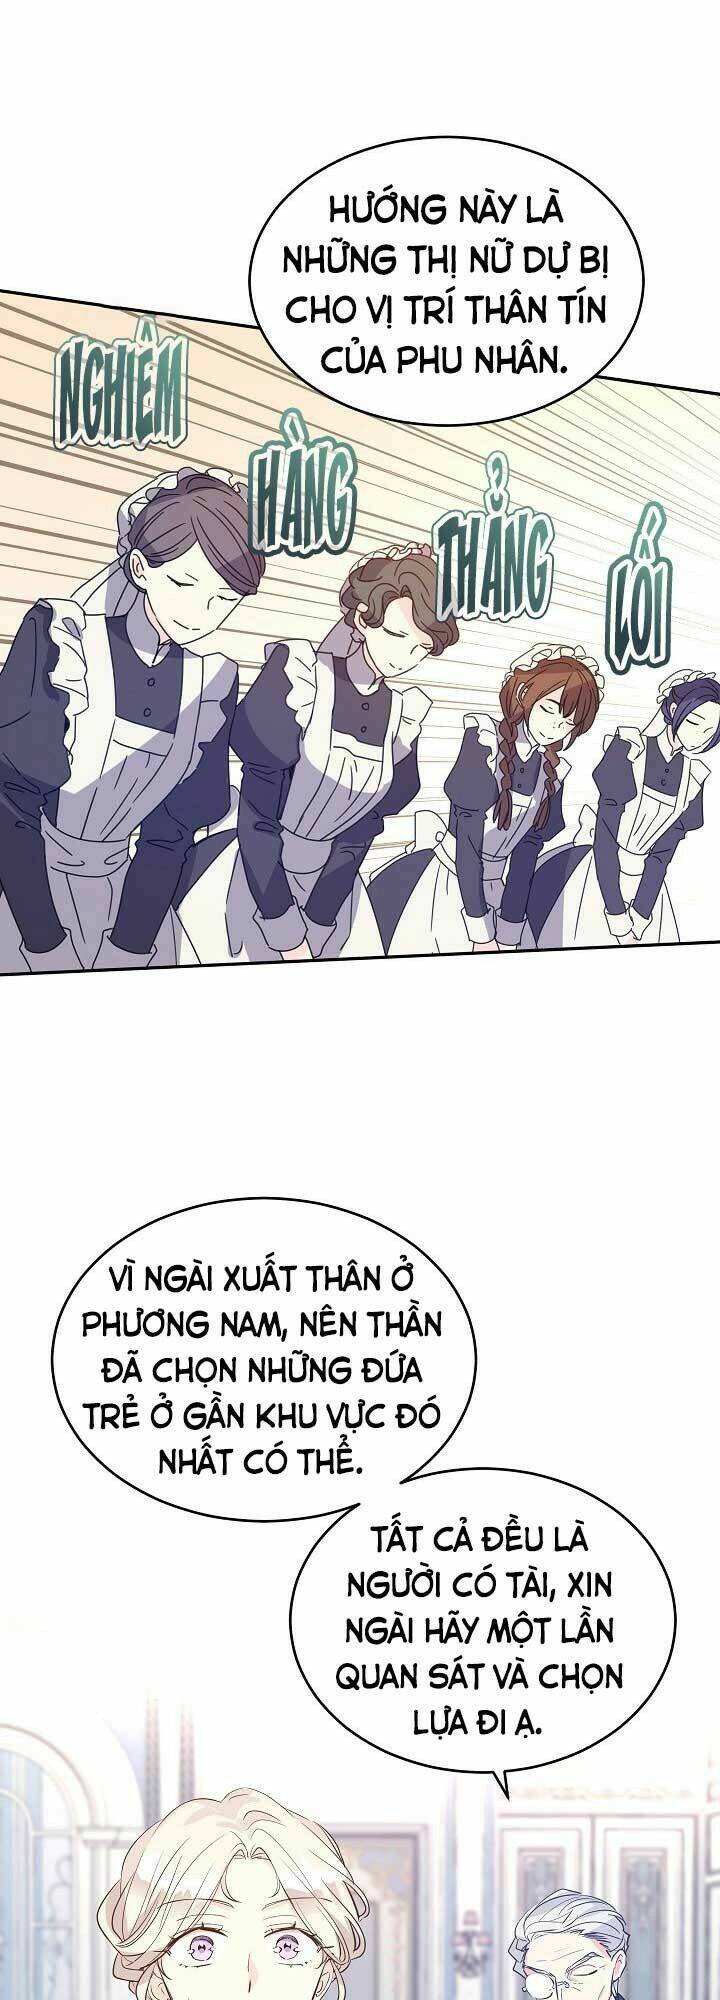 HƯỚNG NÀY LÀ
NHỮNG THỊ NỮ DỰ BỊ
CHO VỊ TRÍ THÂN TÍN
CỦA PHU NHÂN.
NGHIÊM
HÀNG
THẲNG
LỐI
VÌ NGÀI XUẤT THÂN Ở
PHƯƠNG NAM, NÊN THẦN
ĐÃ CHỌN NHỮNG ĐỨA
TRẺ Ở GẦN KHU VỰC ĐÓ
NHẤT CÓ THỂ.
TẤT CẢ ĐỀU LÀ
NGƯỜI CÓ TÀI, XIN
NGÀI HÃY MỘT LẦN
QUAN SÁT VÀ CHỌN
LỰA ĐI Ạ.